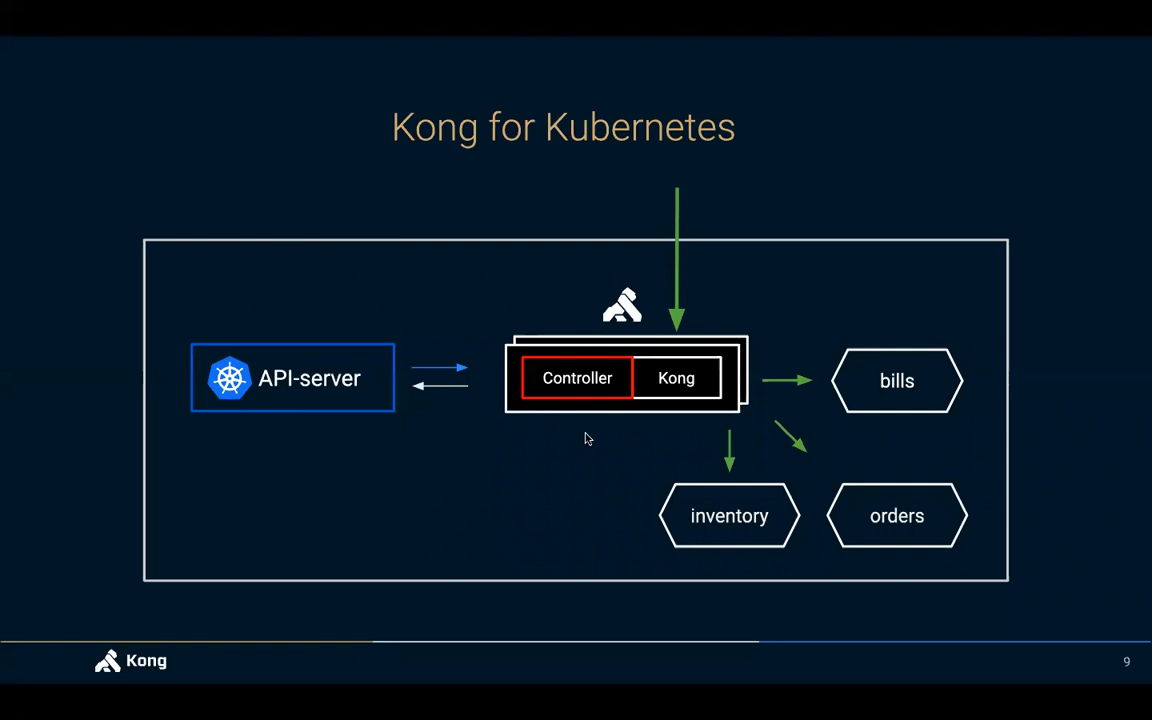 Kong for Kubernetes
API-server
Controller
Kong
bills
inventory
orders
Kong
9